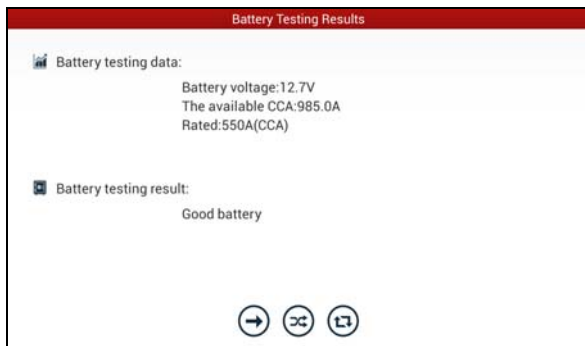 Battery Testing Results
Battery testing data:
Battery voltage:12.7V
The available CCA:985.0A
Rated:550A(CCA)
Battery testing result:
Good battery